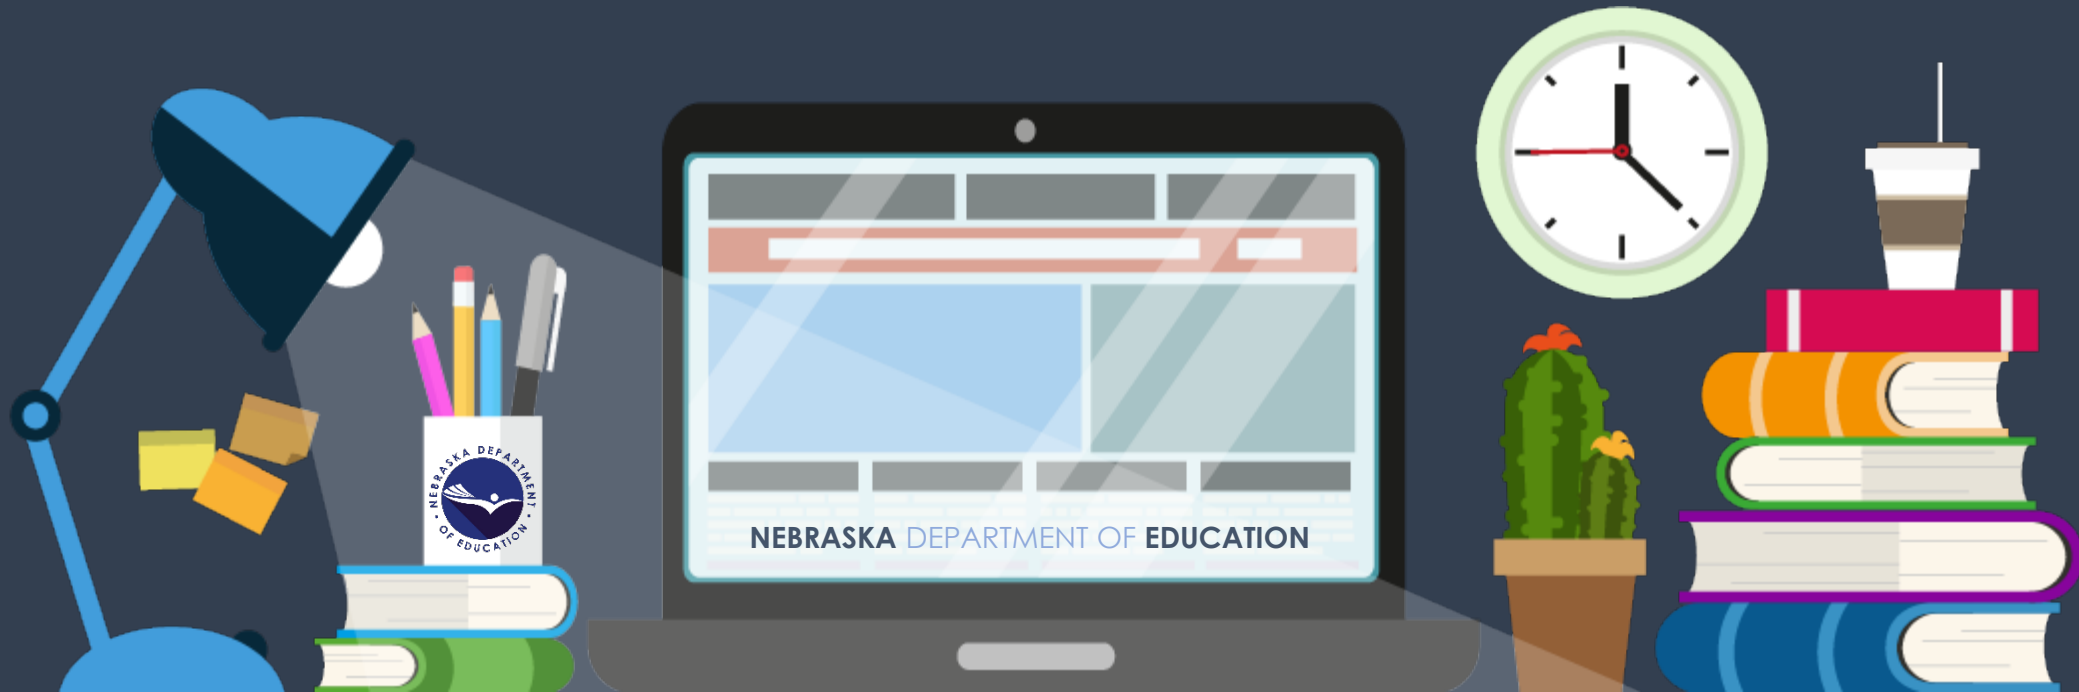 NEBRASKA DEPARTMENT
OF EDUCATION
NEBRASKA DEPARTMENT OF EDUCATION